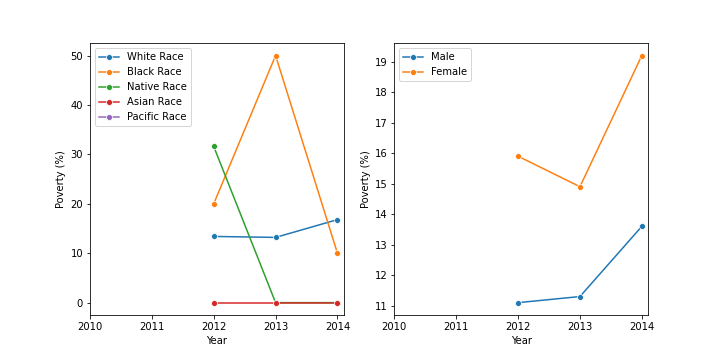 White Race
Black Race
Native Race
Asian Race
Pacific Race
50
40
30
20
10
0
Poverty (%)
2010 2011 2012 2013 2014
Year
Male
Female
19
18
17
16
15
14
13
12
11
Poverty (%)
2010 2011 2012 2013 2014
Year